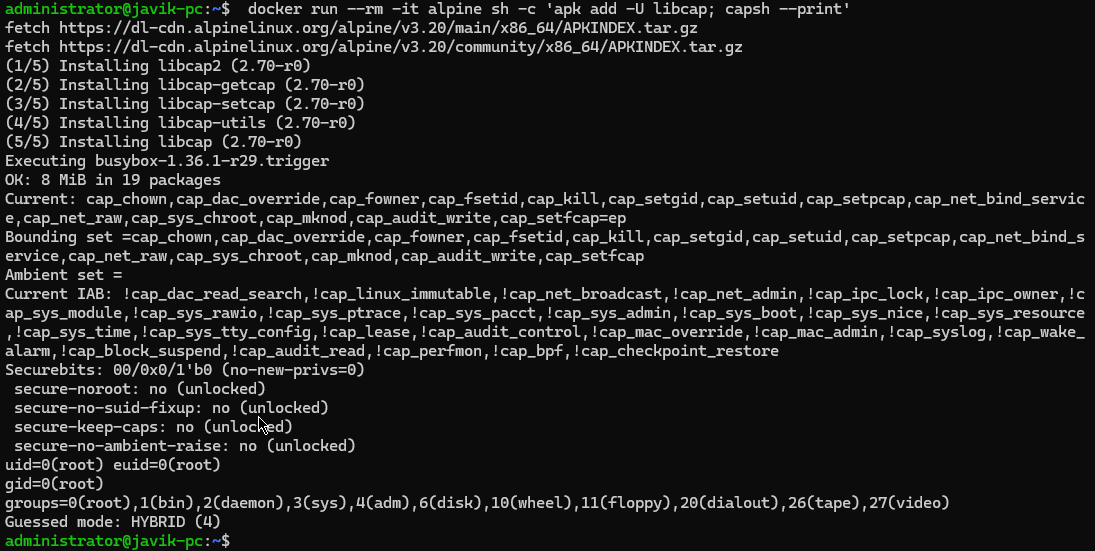 administrator@javik-pc:~$  docker run --rm -it alpine sh -c 'apk add -U libcap; capsh --print'
fetch https://dl-cdn.alpinelinux.org/alpine/v3.20/main/x86_64/APKINDEX.tar.gz
fetch https://dl-cdn.alpinelinux.org/alpine/v3.20/community/x86_64/APKINDEX.tar.gz
(1/5) Installing libcap2 (2.70-r0)
(2/5) Installing libcap-getcap (2.70-r0)
(3/5) Installing libcap-setcap (2.70-r0)
(4/5) Installing libcap-utils (2.70-r0)
(5/5) Installing libcap (2.70-r0)
Executing busybox-1.36.1-r29.trigger
OK: 8 MiB in 19 packages
Current: cap_chown,cap_dac_override,cap_fowner,cap_fsetid,cap_kill,cap_setgid,cap_setuid,cap_setpcap,cap_net_bind_servic
e,cap_net_raw,cap_sys_chroot,cap_mknod,cap_audit_write,cap_setfcap=ep
Bounding set =cap_chown,cap_dac_override,cap_fowner,cap_fsetid,cap_kill,cap_setgid,cap_setuid,cap_setpcap,cap_net_bind_s
ervice,cap_net_raw,cap_sys_chroot,cap_mknod,cap_audit_write,cap_setfcap
Ambient set =
Current IAB: !cap_dac_read_search,!cap_linux_immutable,!cap_net_broadcast,!cap_net_admin,!cap_ipc_lock,!cap_ipc_owner,!c
ap_sys_module,!cap_sys_rawio,!cap_sys_ptrace,!cap_sys_pacct,!cap_sys_admin,!cap_sys_boot,!cap_sys_nice,!cap_sys_resource
,!cap_sys_time,!cap_sys_tty_config,!cap_lease,!cap_audit_control,!cap_mac_override,!cap_mac_admin,!cap_syslog,!cap_wake_
alarm,!cap_block_suspend,!cap_audit_read,!cap_perfmon,!cap_bpf,!cap_checkpoint_restore
Securebits: 00/0x0/1'b0 (no-new-privs=0)
 secure-noroot: no (unlocked)
 secure-no-suid-fixup: no (unlocked)
 secure-keep-caps: no (unlocked)
 secure-no-ambient-raise: no (unlocked)
uid=0(root) euid=0(root)
gid=0(root)
groups=0(root),1(bin),2(daemon),3(sys),4(adm),6(disk),10(wheel),11(floppy),20(dialout),26(tape),27(video)
Guessed mode: HYBRID (4)
administrator@javik-pc:~$